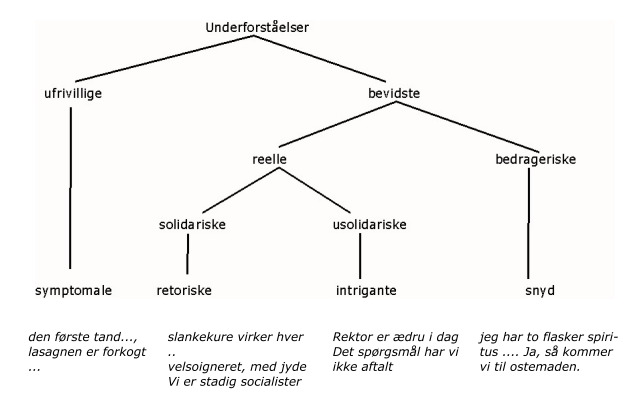 Underforståelser
ufrivillige bevidste
reelle bedrageriske
solidariske usolidariske
symptomale retoriske intrigante snyd
den første tand...,
lasagnen er forkogt
...
slankekure virker hver
..
velsoigneret, med jyde
Vi er stadig socialister
Rektor er ædru i dag
Det spørgsmål har vi
ikke aftalt
jeg har to flasker spiri-
tus .... Ja, så kommer
vi til ostemaden.